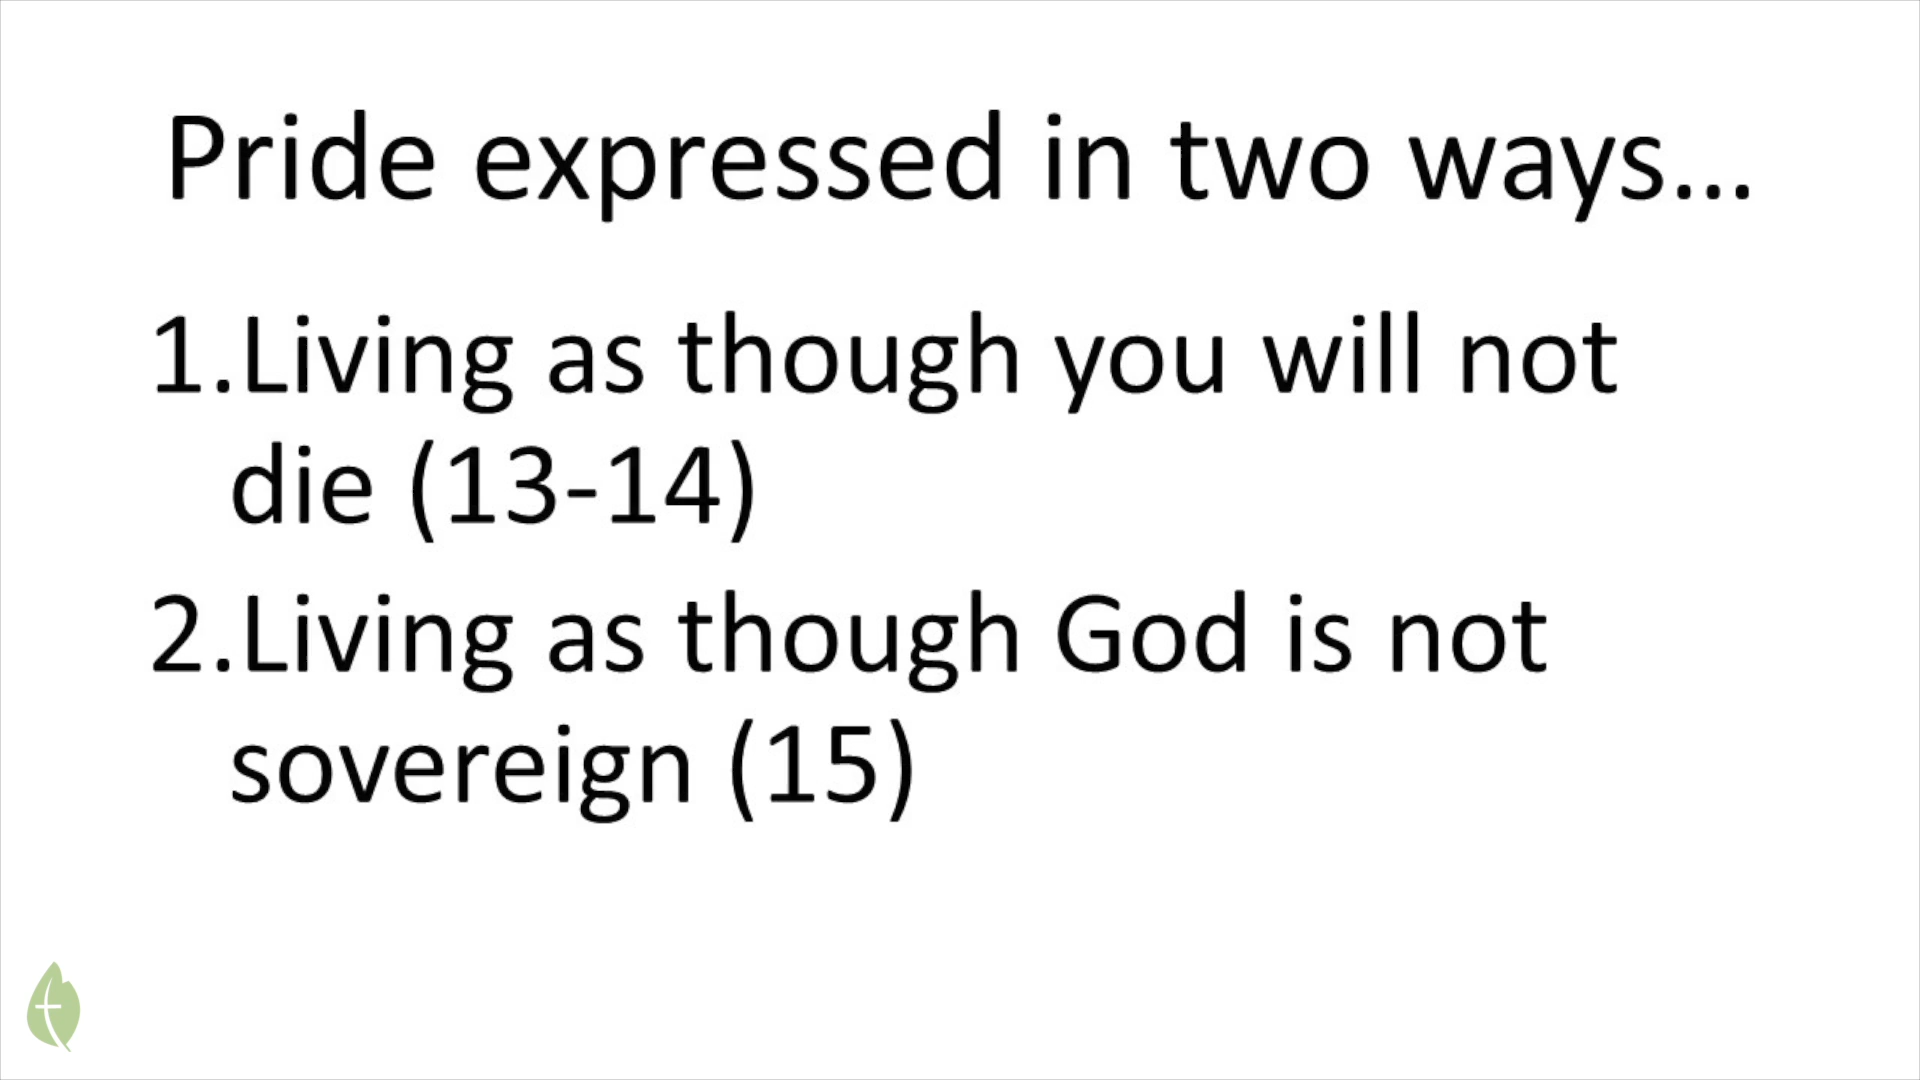 Pride expressed in two ways...
1.Living as though you will not
die (13-14)
2.Living as though God is not
sovereign (15)